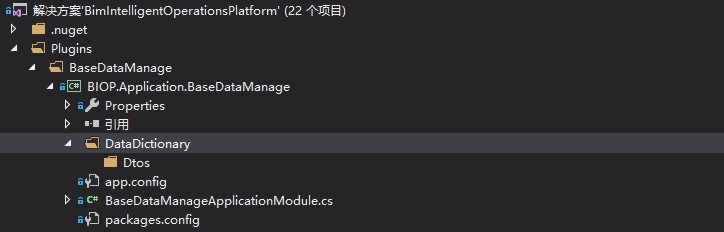 解决方案'BimIntelligentOperationsPlatform' (22 个项目)
.nuget
Plugins
BaseDataManage
C# BIOP.Application.BaseDataManage
Properties
引用
DataDictionary
Dtos
app.config
C# BaseDataManageApplicationModule.cs
packages.config